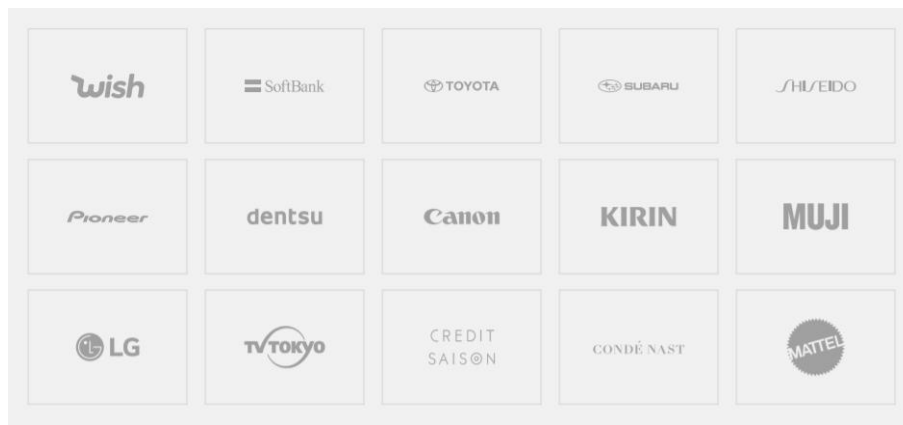 wish
SoftBank
TOYOTA
SUBARU
SHISEIDO
Pioneer
dentsu
Canon
KIRIN
MUJI
LG
TV TOKYO
CREDIT
SAISON
CONDÉ NAST
MATTEL